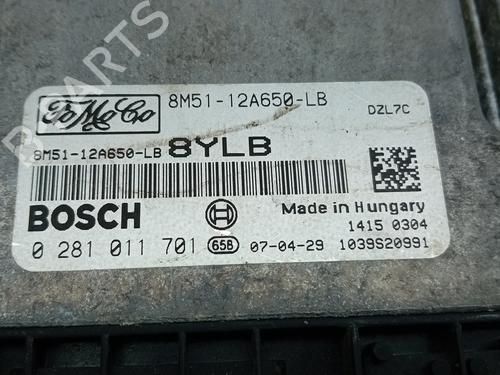 B PARTS
FoMoCo
8M51-12A650-LB
DZL7C
8M51-12A650-LB 8YLB
BOSCH
Made in Hungary
1415 0304
0 281 011 701 658 07-04-29 1039S20991